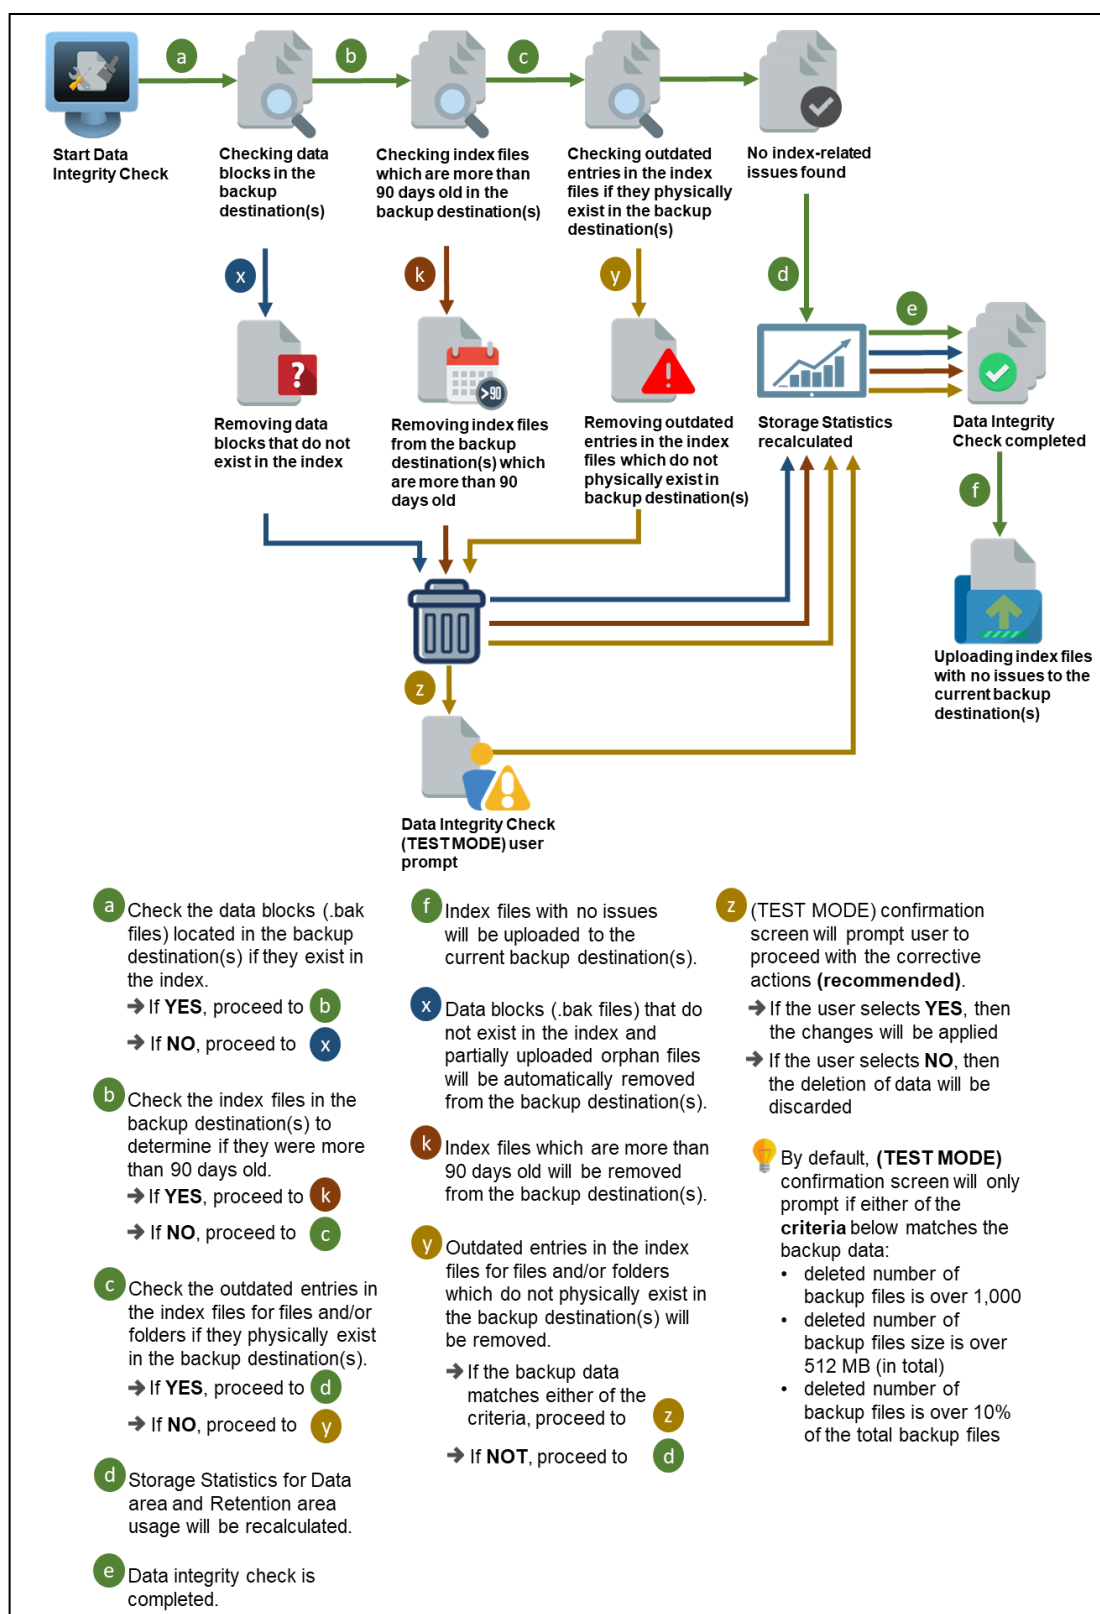 a
b
c
Start Data
Integrity Check
Checking data
blocks in the
backup
destination(s)
Checking index files
which are more than
90 days old in the
backup destination(s)
Checking outdated
entries in the index
files if they physically
exist in the backup
destination(s)
No index-related
issues found
x
k
y
d
e
?
>90
!
Removing data
blocks that do not
exist in the index
Removing index files
from the backup
destination(s) which
are more than 90
days old
Removing outdated
entries in the index
files which do not
physically exist in
backup destination(s)
Storage Statistics
recalculated
Data Integrity
Check completed
f
Uploading index files
with no issues to the
current backup
destination(s)
z
Data Integrity Check
(TEST MODE) user
prompt
a Check the data blocks (.bak
files) located in the backup
destination(s) if they exist in
the index.
➔ If YES, proceed to b
➔ If NO, proceed to x
b Check the index files in the
backup destination(s) to
determine if they were more
than 90 days old.
➔ If YES, proceed to k
➔ If NO, proceed to c
c Check the outdated entries in
the index files for files and/or
folders if they physically exist
in the backup destination(s).
➔ If YES, proceed to d
➔ If NO, proceed to y
d Storage Statistics for Data
area and Retention area
usage will be recalculated.
e Data integrity check is
completed.
f Index files with no issues
will be uploaded to the
current backup destination(s).
x Data blocks (.bak files) that do
not exist in the index and
partially uploaded orphan files
will be automatically removed
from the backup destination(s).
k Index files which are more than
90 days old will be removed
from the backup destination(s).
y Outdated entries in the index
files for files and/or folders
which do not physically exist in
the backup destination(s) will
be removed.
➔ If the backup data
matches either of the
criteria, proceed to z
➔ If NOT, proceed to d
z (TEST MODE) confirmation
screen will prompt user to
proceed with the corrective
actions (recommended).
➔ If the user selects YES, then
the changes will be applied
➔ If the user selects NO, then
the deletion of data will be
discarded
By default, (TEST MODE)
confirmation screen will only
prompt if either of the
criteria below matches the
backup data:
• deleted number of
backup files is over 1,000
• deleted number of
backup files size is over
512 MB (in total)
• deleted number of
backup files is over 10%
of the total backup files